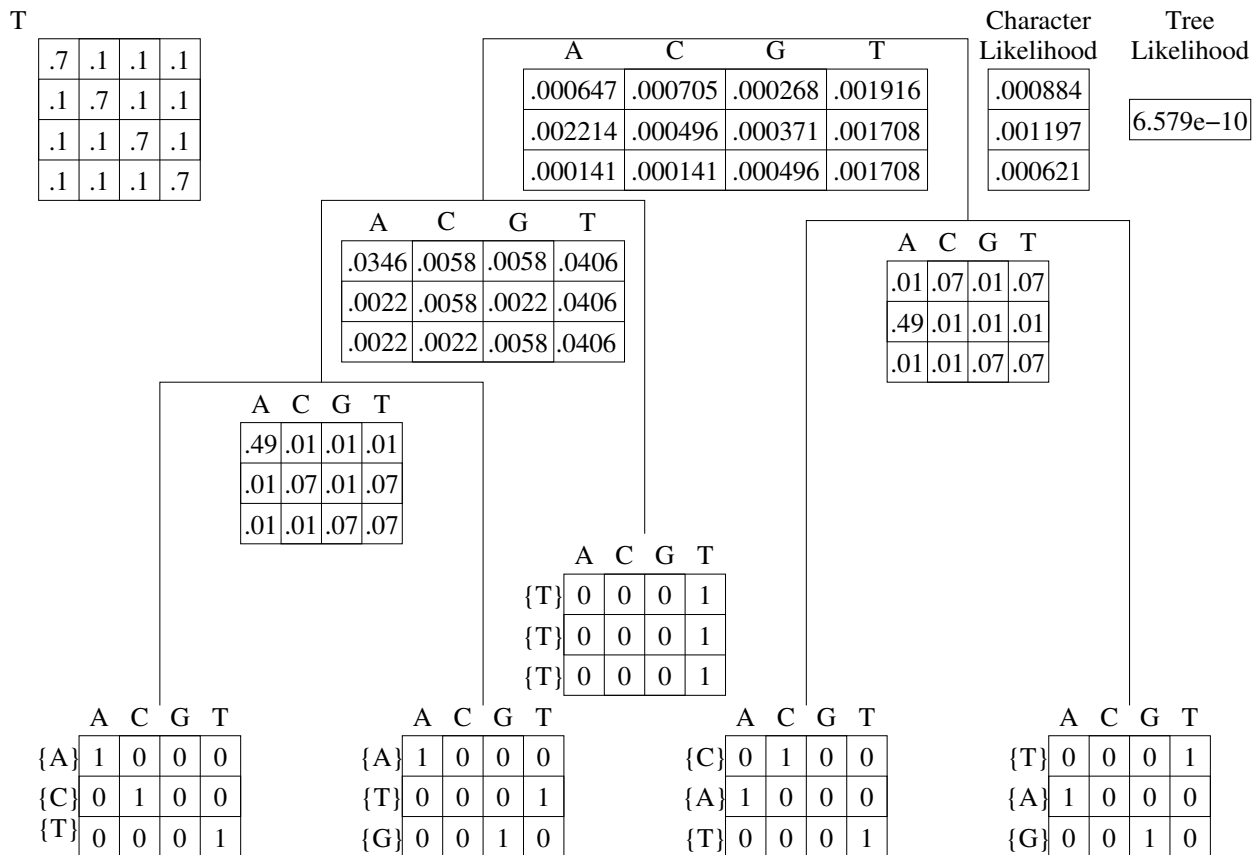 T
.7 .1 .1 .1
.1 .7 .1 .1
.1 .1 .7 .1
.1 .1 .1 .7
A C G T
.000647 .000705 .000268 .001916
.002214 .000496 .000371 .001708
.000141 .000141 .000496 .001708
Character
Likelihood
.000884
.001197
.000621
Tree
Likelihood
6.579e−10
A C G T
.0346 .0058 .0058 .0406
.0022 .0058 .0022 .0406
.0022 .0022 .0058 .0406
A C G T
.01 .07 .01 .07
.49 .01 .01 .01
.01 .01 .07 .07
A C G T
.49 .01 .01 .01
.01 .07 .01 .07
.01 .01 .07 .07
A C G T
{T} 0 0 0 1
{T} 0 0 0 1
{T} 0 0 0 1
A C G T
{A} 1 0 0 0
{C} 0 1 0 0
{T} 0 0 0 1
A C G T
{A} 1 0 0 0
{T} 0 0 0 1
{G} 0 0 1 0
A C G T
{C} 0 1 0 0
{A} 1 0 0 0
{T} 0 0 0 1
A C G T
{T} 0 0 0 1
{A} 1 0 0 0
{G} 0 0 1 0